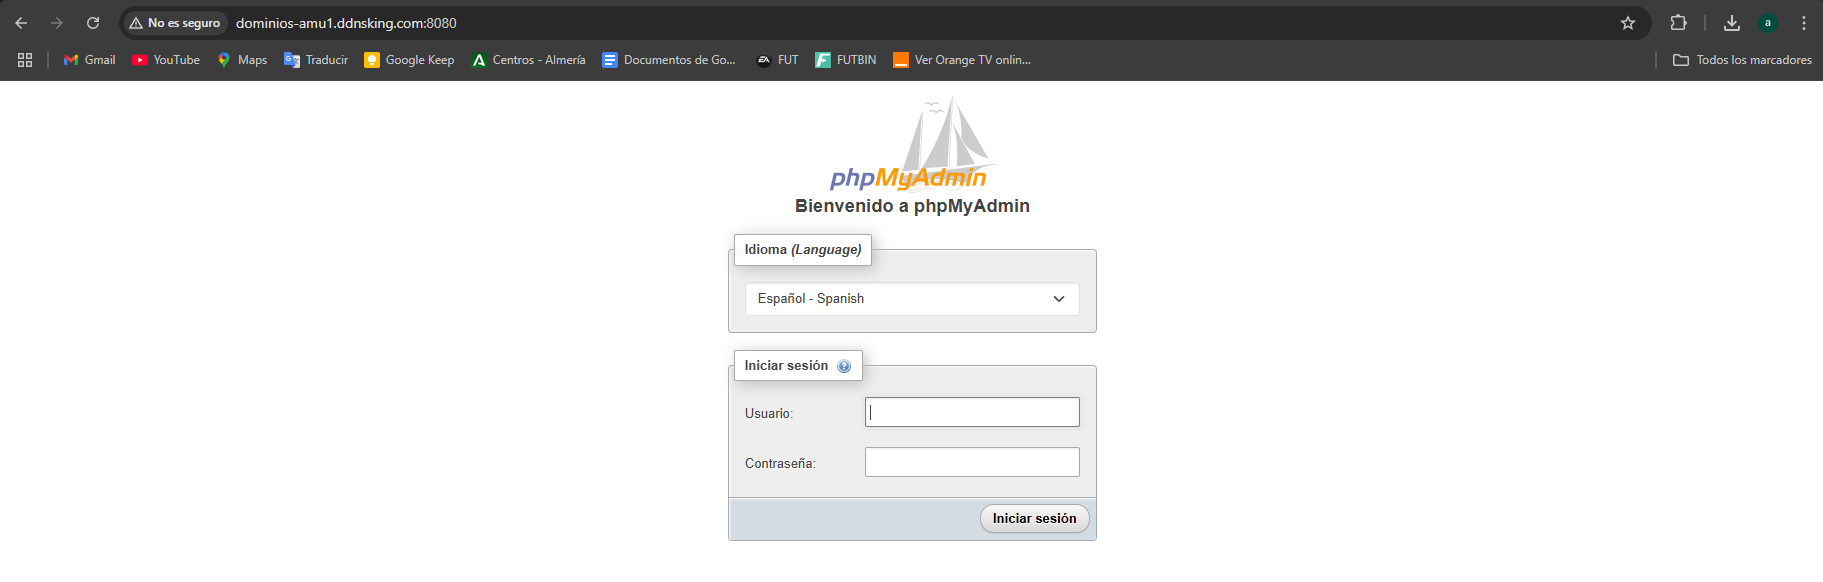 No es seguro dominios-amu1.ddnsking.com:8080 a
Gmail YouTube Maps Traducir Google Keep Centros - Almería Documentos de Go... FUT FUTBIN Ver Orange TV onlin... Todos los marcadores
phpMyAdmin
Bienvenido a phpMyAdmin
Idioma (Language)
Español - Spanish
Iniciar sesión
Usuario:
Contraseña:
Iniciar sesión